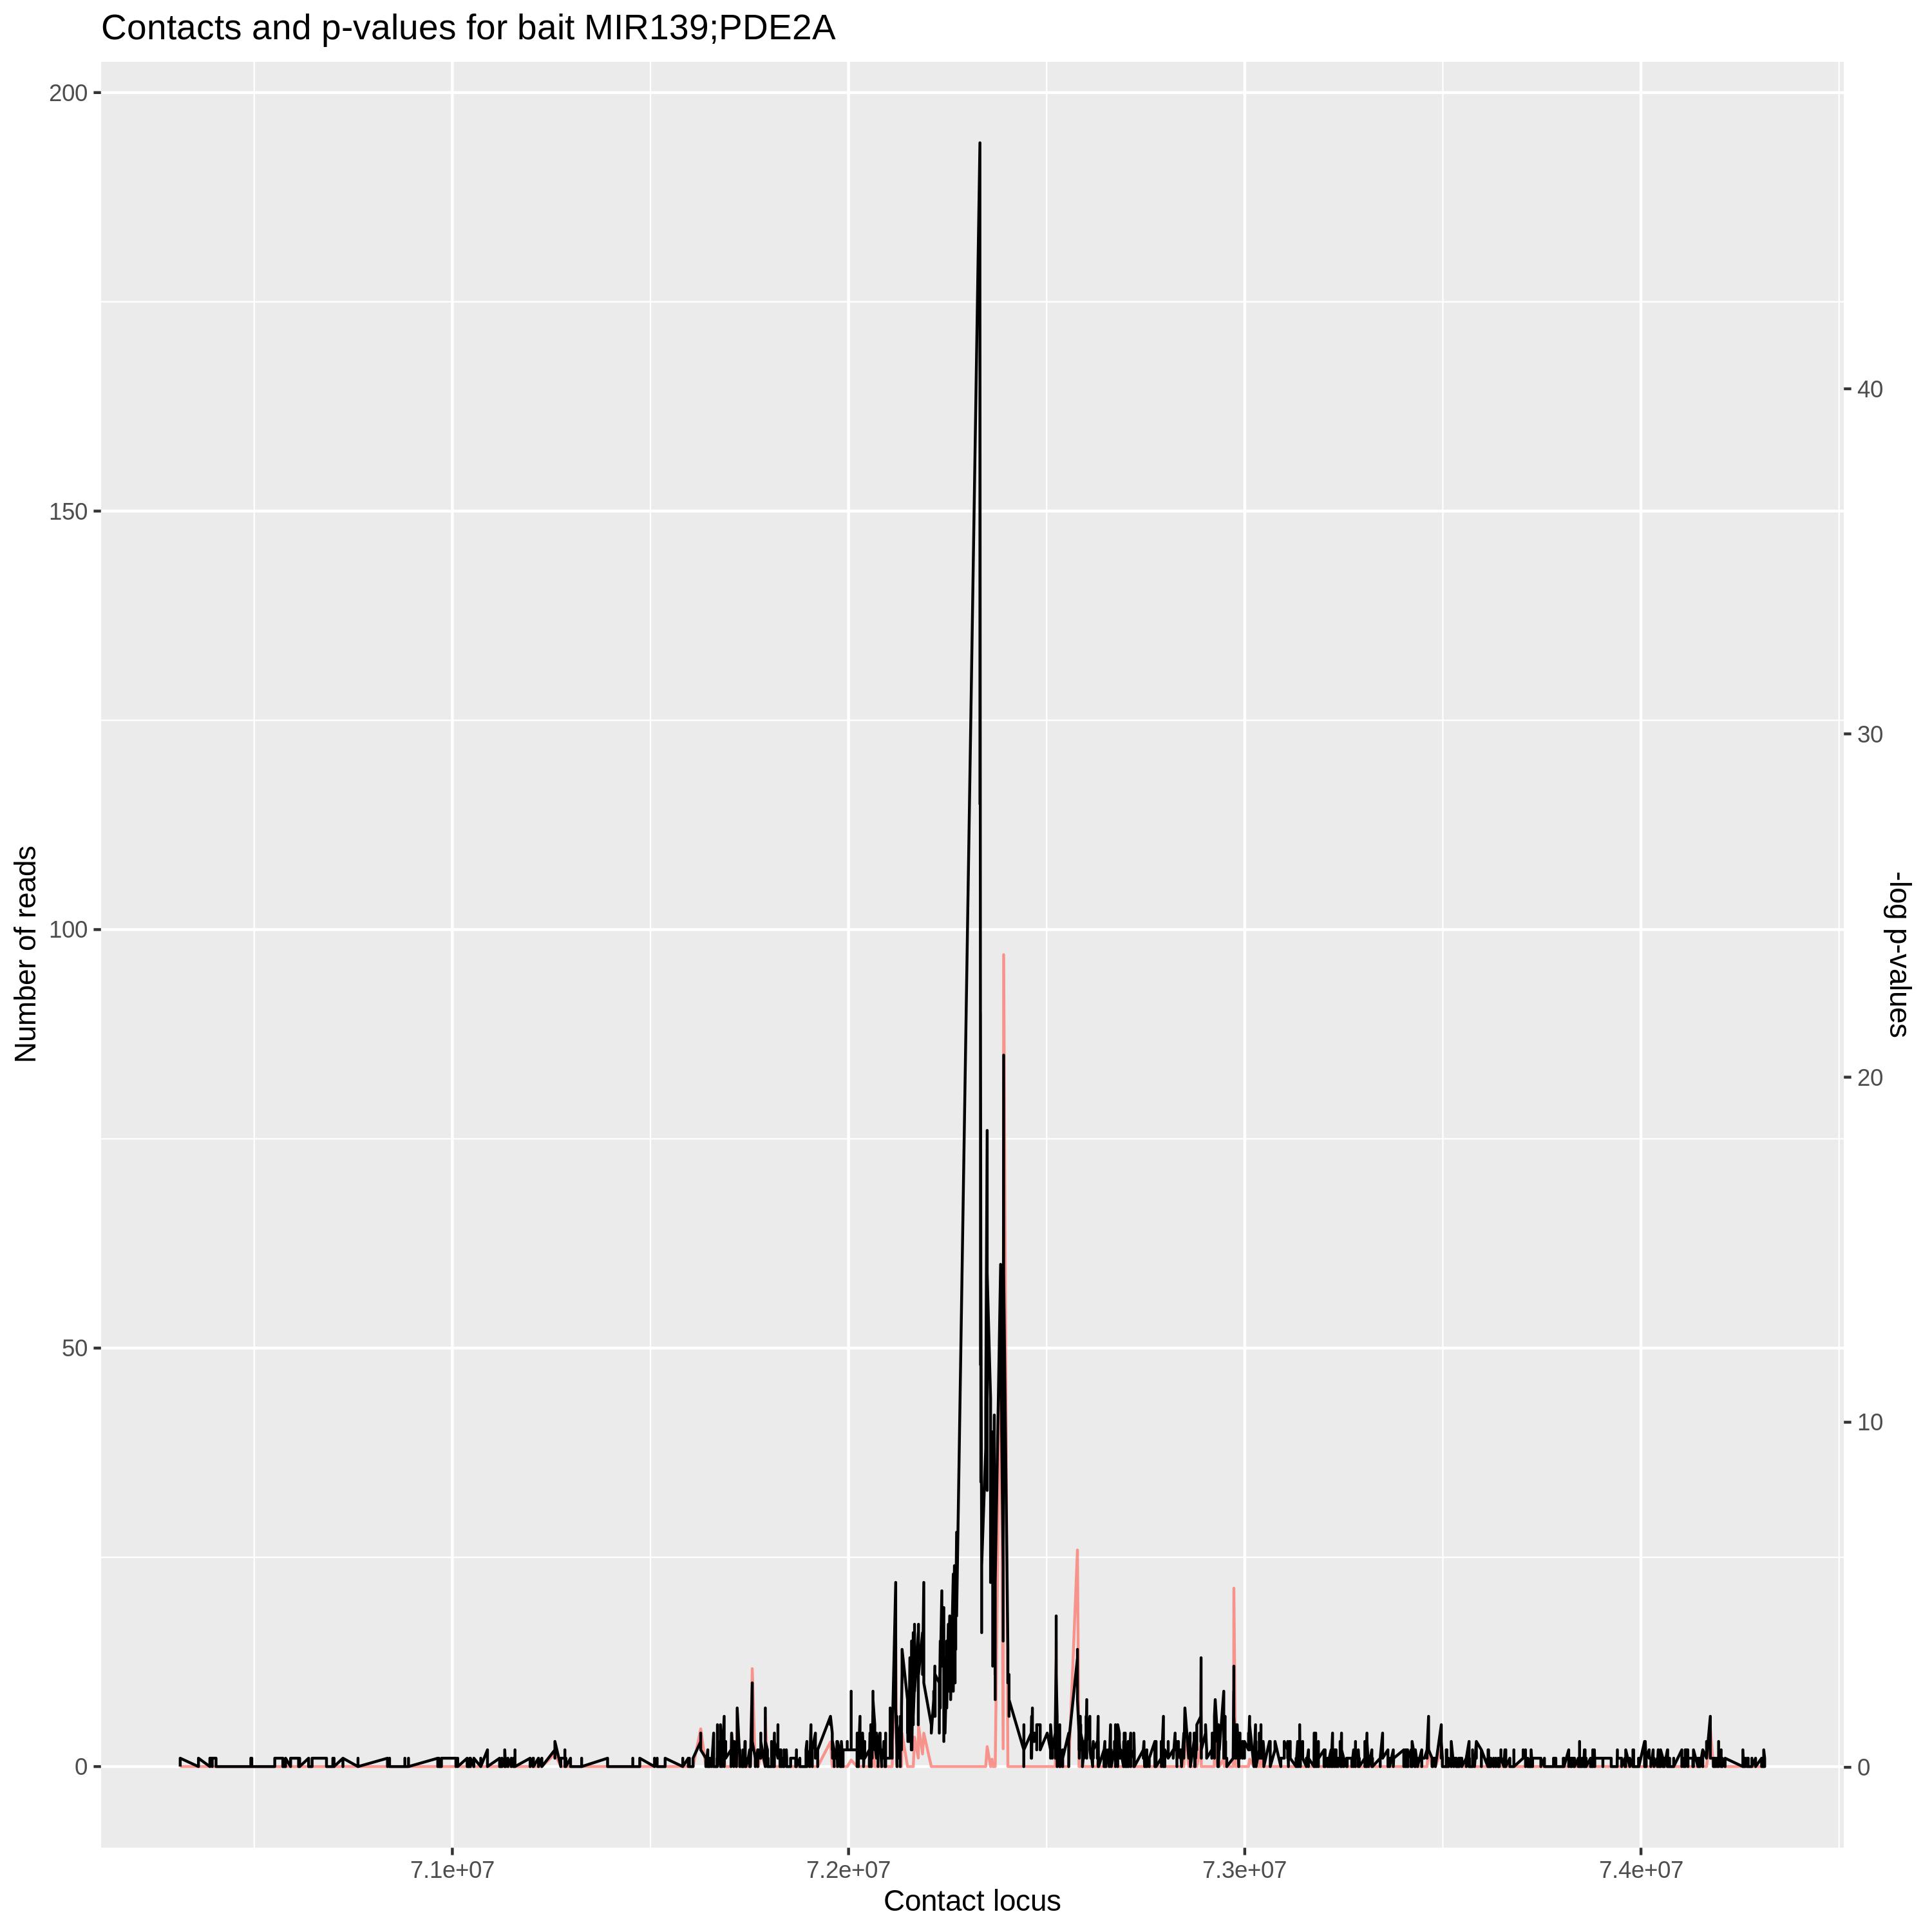 Contacts and p-values for bait MIR139;PDE2A
200
150
100
50
0
Number of reads
40
30
20
10
0
-log p-values
7.1e+07
7.2e+07
7.3e+07
7.4e+07
Contact locus